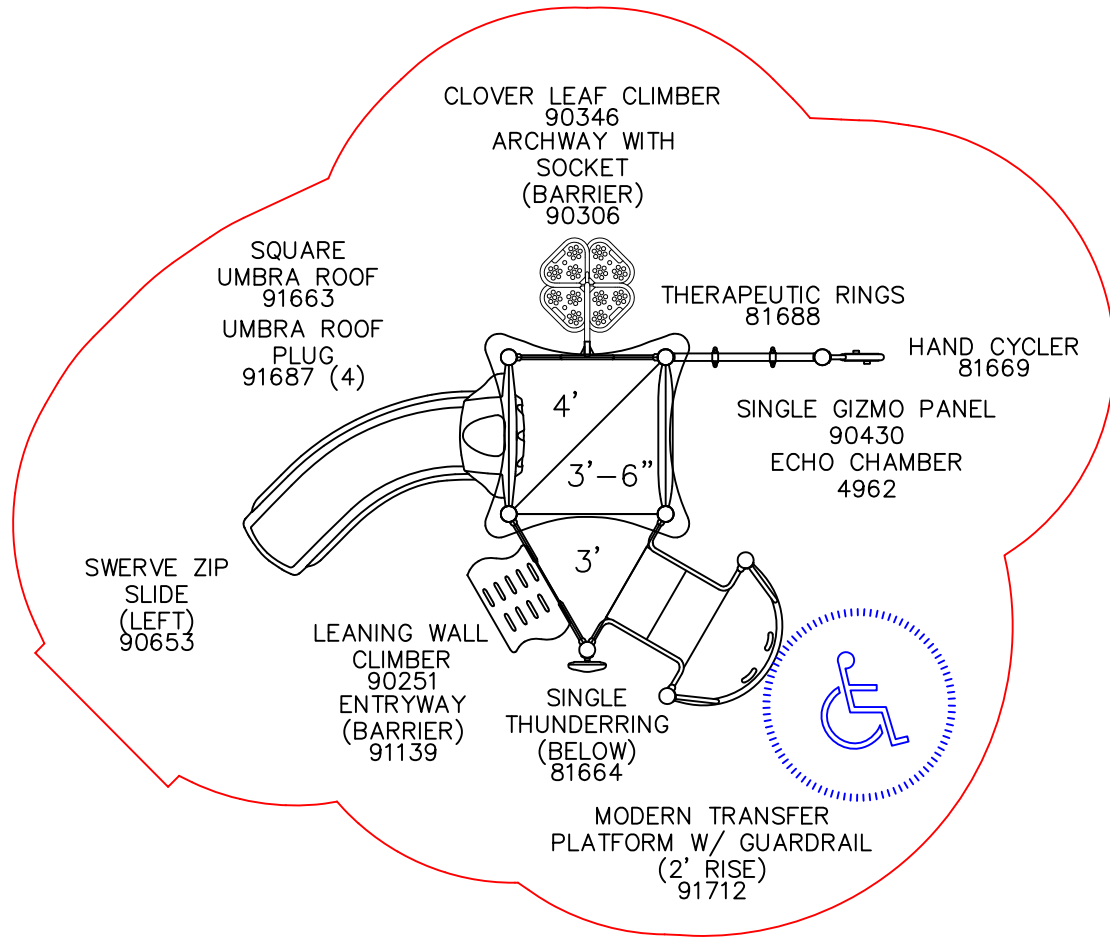 CLOVER LEAF CLIMBER
90346
ARCHWAY WITH
SOCKET
(BARRIER)
90306
SQUARE
UMBRA ROOF
91663
UMBRA ROOF
PLUG
91687 (4)
THERAPEUTIC RINGS
81688
HAND CYCLER
81669
SINGLE GIZMO PANEL
90430
ECHO CHAMBER
4962
4'
3'-6"
3'
SWERVE ZIP
SLIDE
(LEFT)
90653
LEANING WALL
CLIMBER
90251
ENTRYWAY
(BARRIER)
91139
SINGLE
THUNDERRING
(BELOW)
81664
MODERN TRANSFER
PLATFORM W/ GUARDRAIL
(2' RISE)
91712